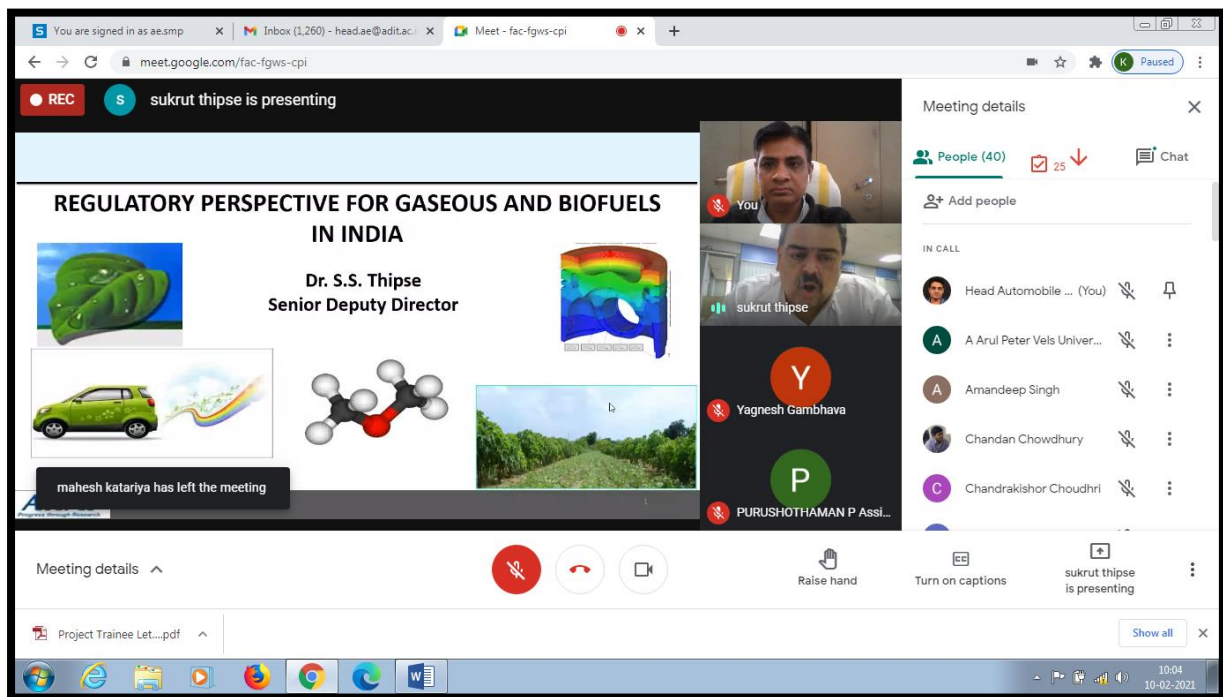 You are signed in as ae.smp
Inbox (1,260) - head.ae@adit.ac.i
Meet - fac-fgws-cpi
meet.google.com/fac-fgws-cpi
K Paused
REC
S
sukrut thipse is presenting
REGULATORY PERSPECTIVE FOR GASEOUS AND BIOFUELS
IN INDIA
Dr. S.S. Thipse
Senior Deputy Director
mahesh katariya has left the meeting
Progress through Research
1
You
sukrut thipse
Y
Yagnesh Gambhava
P
PURUSHOTHAMAN P Assi...
Meeting details
People (40)
25
Chat
Add people
IN CALL
Head Automobile ... (You)
A
A Arul Peter Vels Univer...
A
Amandeep Singh
Chandan Chowdhury
C
Chandrakishor Choudhri
Meeting details
Raise hand
Turn on captions
sukrut thipse
is presenting
Project Trainee Let....pdf
Show all
10:04
10-02-2021